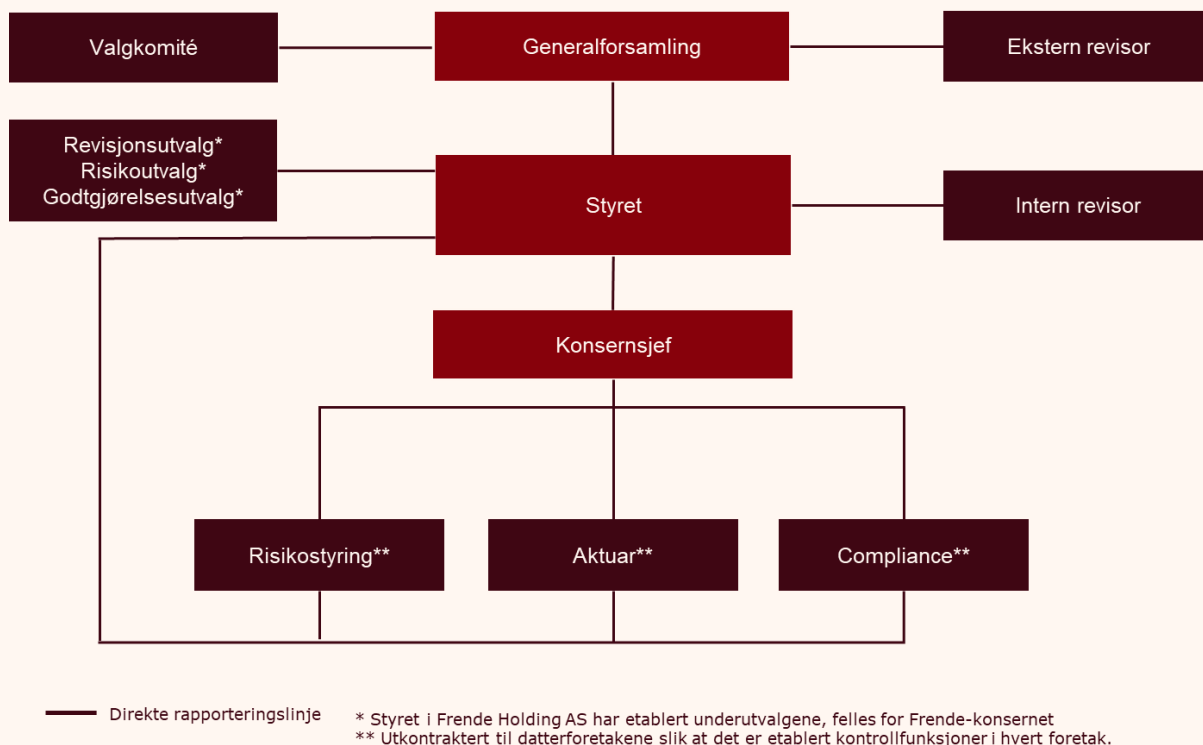 Valgkomité
Generalforsamling
Ekstern revisor
Revisjonsutvalg*
Risikoutvalg*
Godtgjørelsesutvalg*
Styret
Intern revisor
Konsernsjef
Risikostyring**
Aktuar**
Compliance**
Direkte rapporteringslinje
* Styret i Frende Holding AS har etablert underutvalgene, felles for Frende-konsernet
** Utkontraktert til datterforetakene slik at det er etablert kontrollfunksjoner i hvert foretak.